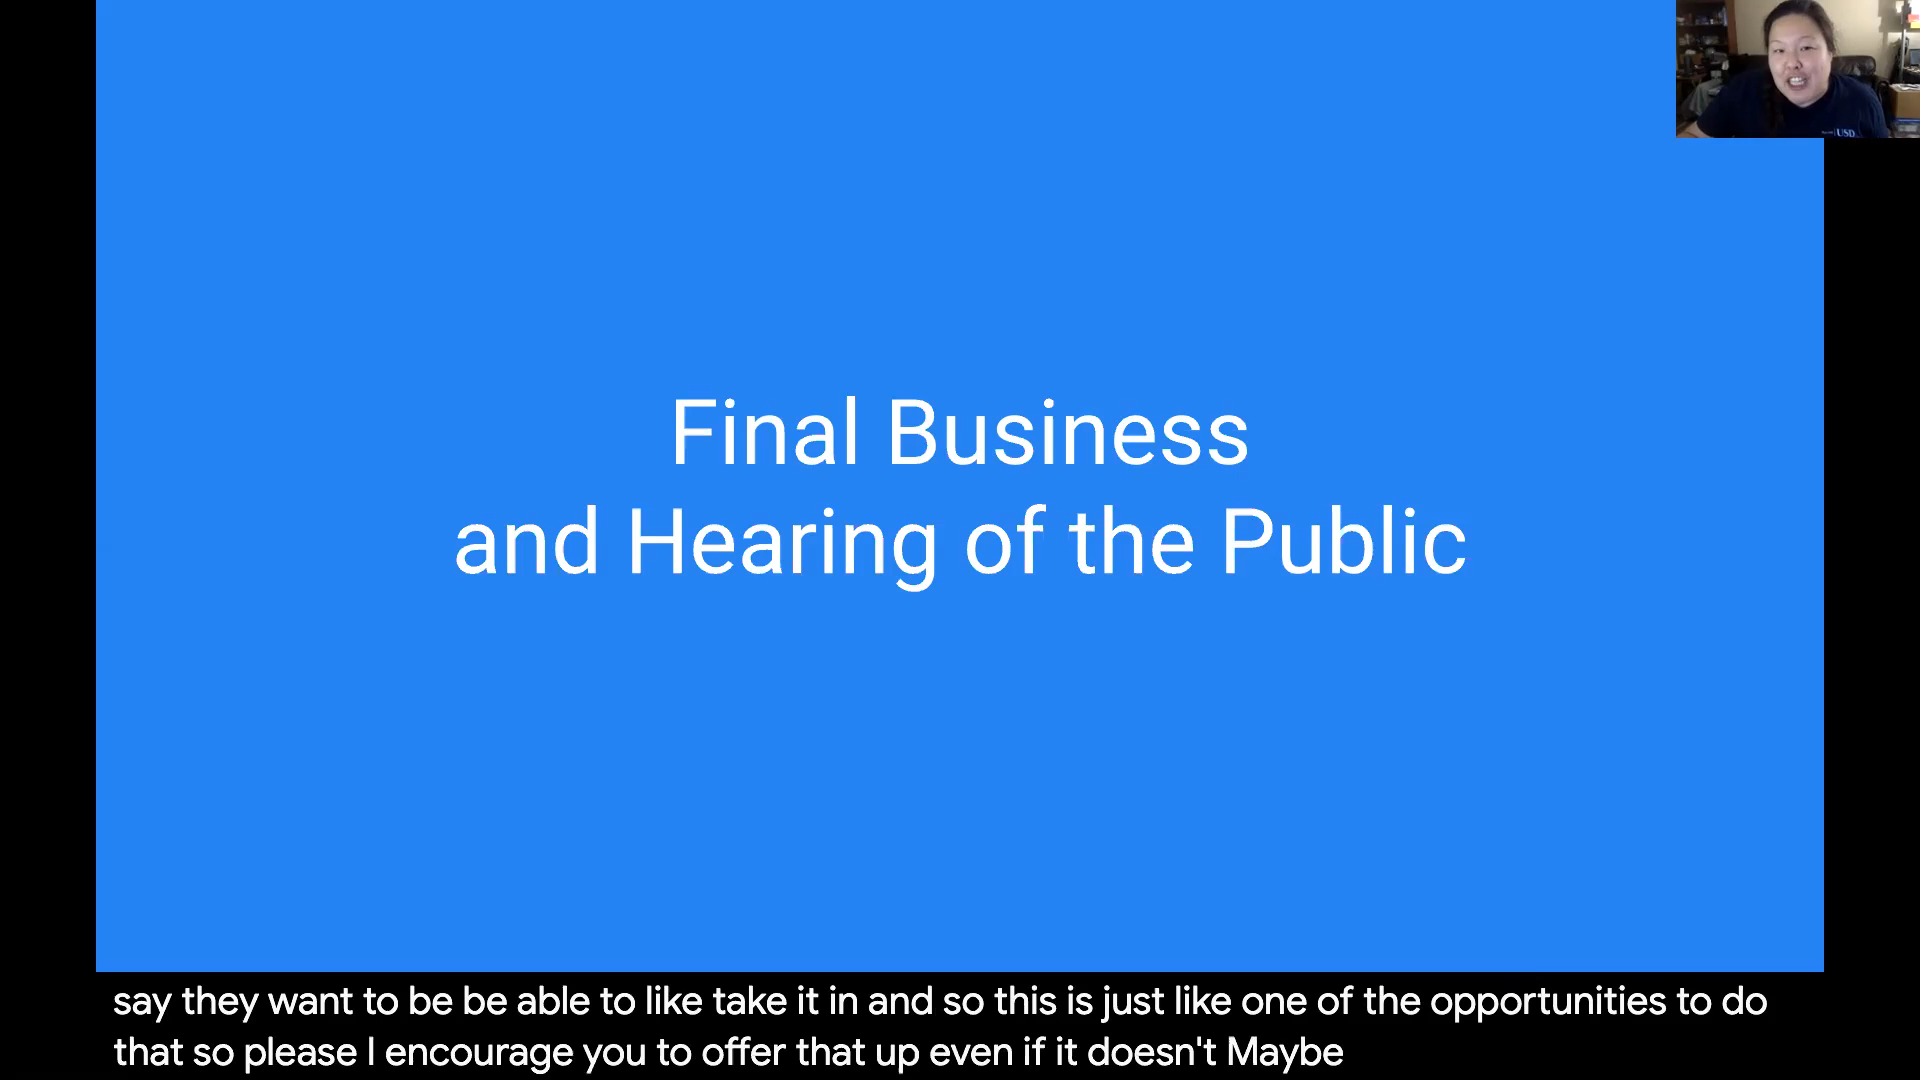 Final Business
and Hearing of the Public
USD
say they want to be be able to like take it in and so this is just like one of the opportunities to do
that so please I encourage you to offer that up even if it doesn't Maybe